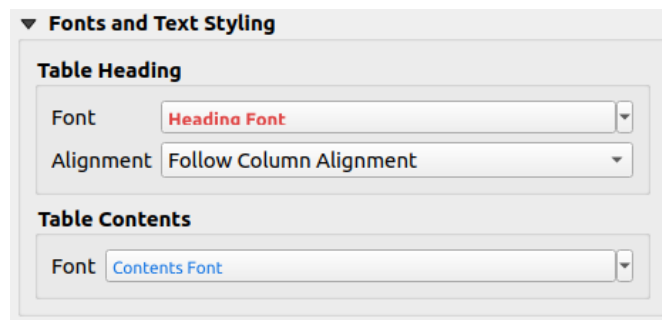 Fonts and Text Styling
Table Heading
Font Heading Font
Alignment Follow Column Alignment
Table Contents
Font Contents Font